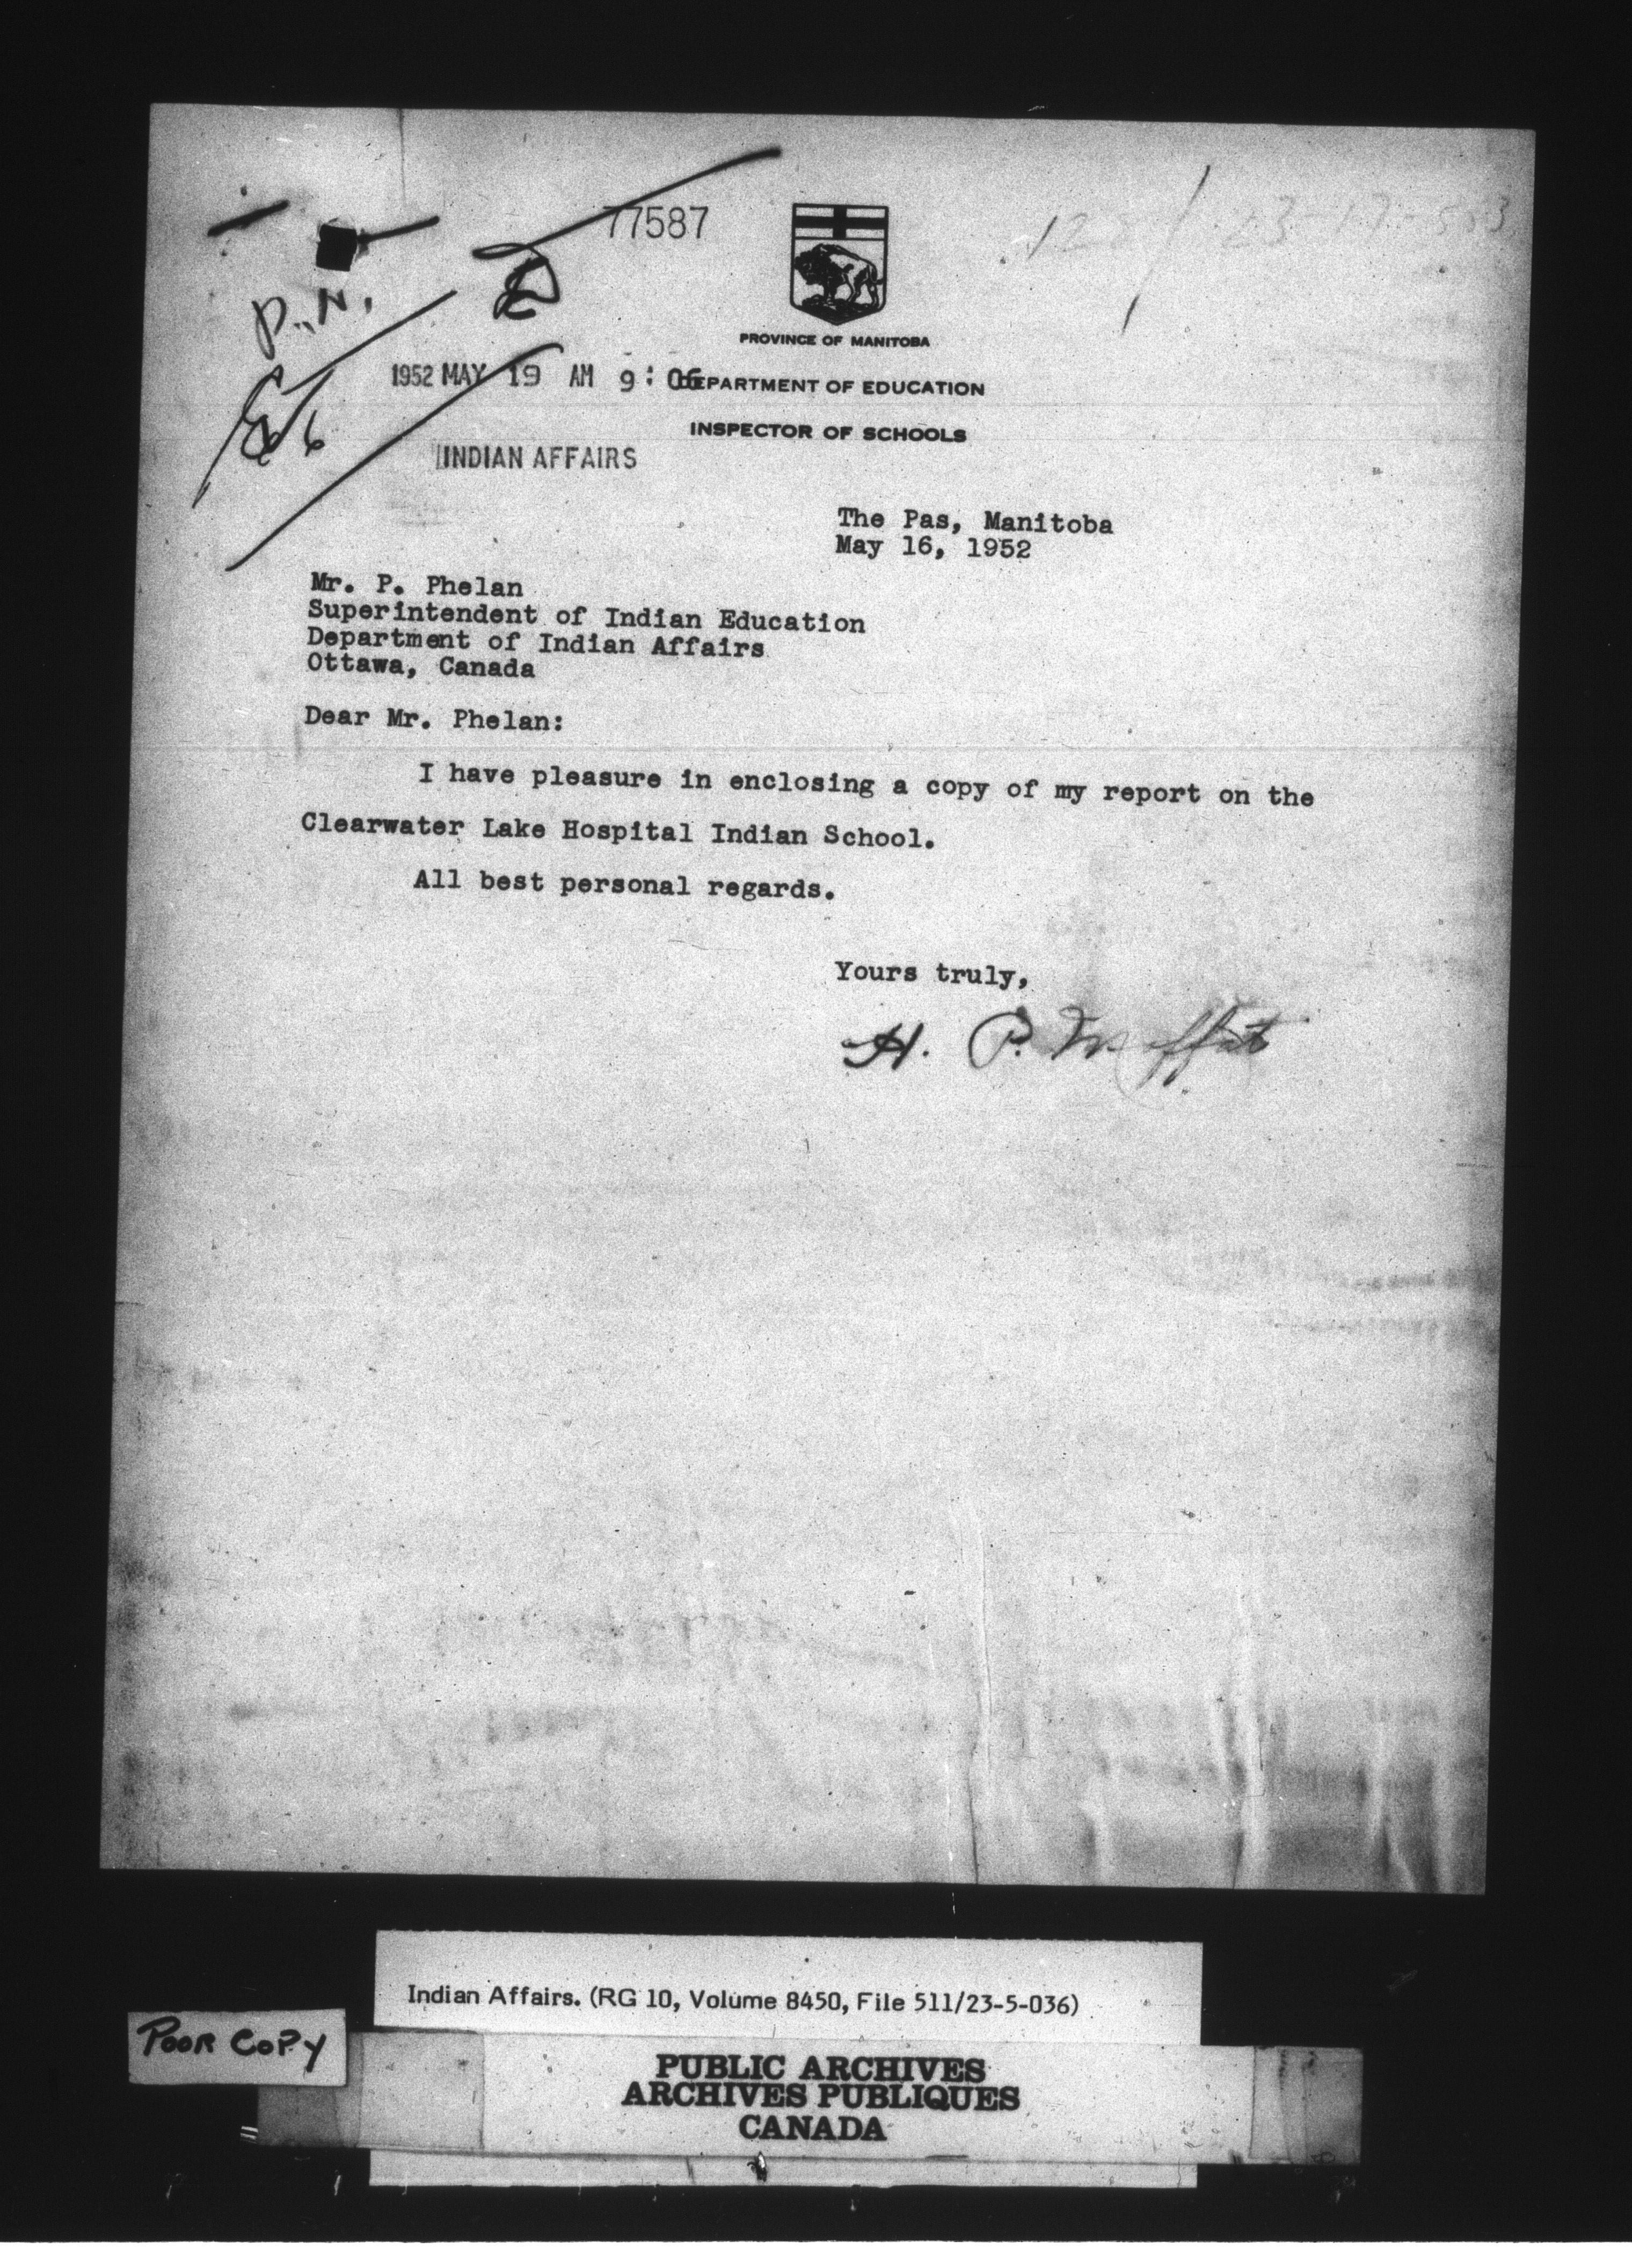 77587
P.N.
PROVINCE OF MANITOBA
1952 MAY 19 AM 9:06
DEPARTMENT OF EDUCATION
INSPECTOR OF SCHOOLS
INDIAN AFFAIRS
The Pas, Manitoba
May 16, 1952
Mr. P. Phelan
Superintendent of Indian Education
Department of Indian Affairs
Ottawa, Canada
Dear Mr. Phelan:
I have pleasure in enclosing a copy of my report on the
Clearwater Lake Hospital Indian School.
All best personal regards.
Yours truly,
H. P. Moffat
Indian Affairs. (RG 10, Volume 8450, File 511/23-5-036)
POOR COPY
PUBLIC ARCHIVES
ARCHIVES PUBLIQUES
CANADA